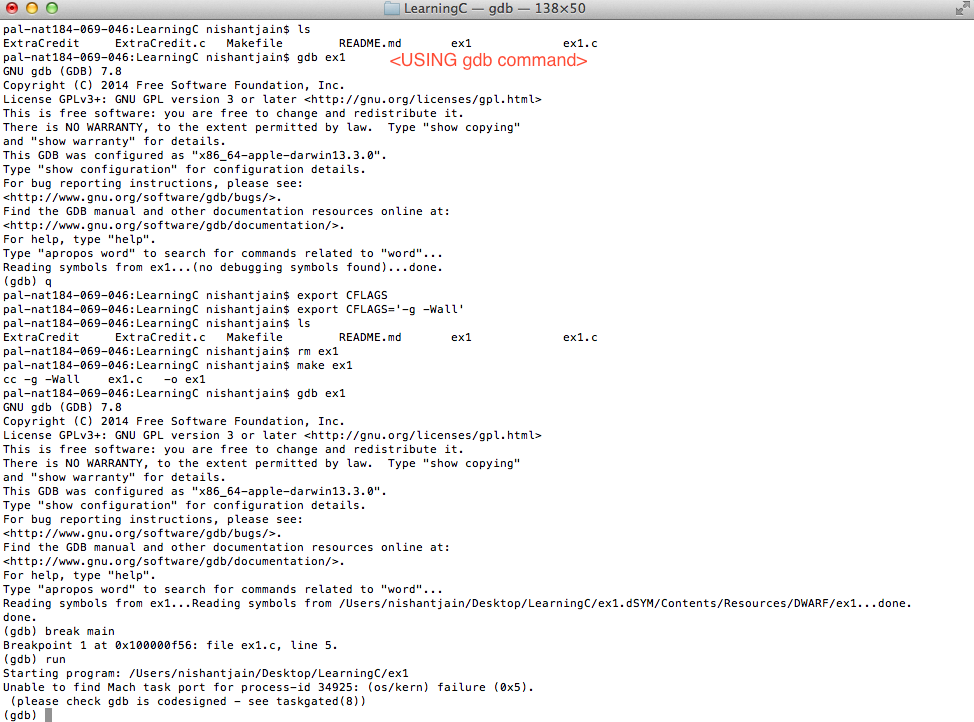 LearningC — gdb — 138×50
pal-nat184-069-046:LearningC nishantjain$ ls
ExtraCredit ExtraCredit.c Makefile README.md ex1 ex1.c
pal-nat184-069-046:LearningC nishantjain$ gdb ex1 <USING gdb command>
GNU gdb (GDB) 7.8
Copyright (C) 2014 Free Software Foundation, Inc.
License GPLv3+: GNU GPL version 3 or later <http://gnu.org/licenses/gpl.html>
This is free software: you are free to change and redistribute it.
There is NO WARRANTY, to the extent permitted by law.  Type "show copying"
and "show warranty" for details.
This GDB was configured as "x86_64-apple-darwin13.3.0".
Type "show configuration" for configuration details.
For bug reporting instructions, please see:
<http://www.gnu.org/software/gdb/bugs/>.
Find the GDB manual and other documentation resources online at:
<http://www.gnu.org/software/gdb/documentation/>.
For help, type "help".
Type "apropos word" to search for commands related to "word"...
Reading symbols from ex1...(no debugging symbols found)...done.
(gdb) q
pal-nat184-069-046:LearningC nishantjain$ export CFLAGS
pal-nat184-069-046:LearningC nishantjain$ export CFLAGS='-g -Wall'
pal-nat184-069-046:LearningC nishantjain$ ls
ExtraCredit ExtraCredit.c Makefile README.md ex1 ex1.c
pal-nat184-069-046:LearningC nishantjain$ rm ex1
pal-nat184-069-046:LearningC nishantjain$ make ex1
cc -g -Wall    ex1.c   -o ex1
pal-nat184-069-046:LearningC nishantjain$ gdb ex1
GNU gdb (GDB) 7.8
Copyright (C) 2014 Free Software Foundation, Inc.
License GPLv3+: GNU GPL version 3 or later <http://gnu.org/licenses/gpl.html>
This is free software: you are free to change and redistribute it.
There is NO WARRANTY, to the extent permitted by law.  Type "show copying"
and "show warranty" for details.
This GDB was configured as "x86_64-apple-darwin13.3.0".
Type "show configuration" for configuration details.
For bug reporting instructions, please see:
<http://www.gnu.org/software/gdb/bugs/>.
Find the GDB manual and other documentation resources online at:
<http://www.gnu.org/software/gdb/documentation/>.
For help, type "help".
Type "apropos word" to search for commands related to "word"...
Reading symbols from ex1...Reading symbols from /Users/nishantjain/Desktop/LearningC/ex1.dSYM/Contents/Resources/DWARF/ex1...done.
done.
(gdb) break main
Breakpoint 1 at 0x100000f56: file ex1.c, line 5.
(gdb) run
Starting program: /Users/nishantjain/Desktop/LearningC/ex1
Unable to find Mach task port for process-id 34925: (os/kern) failure (0x5).
 (please check gdb is codesigned - see taskgated(8))
(gdb)